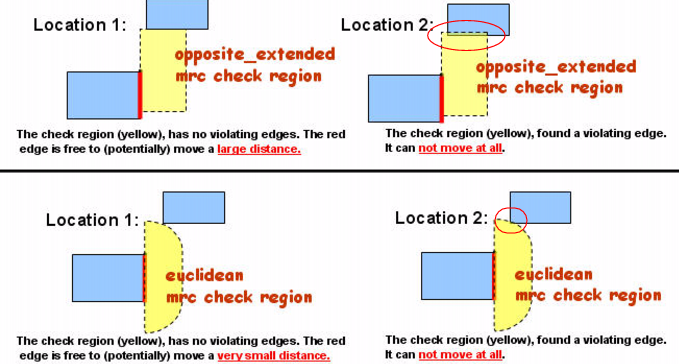 Location 1:
opposite_extended
mrc check region
The check region (yellow), has no violating edges. The red
edge is free to (potentially) move a large distance.
Location 2:
opposite_extended
mrc check region
The check region (yellow), found a violating edge.
It can not move at all.
Location 1:
euclidean
mrc check region
The check region (yellow), has no violating edges. The red
edge is free to (potentially) move a very small distance.
Location 2:
euclidean
mrc check region
The check region (yellow), found a violating edge.
It can not move at all.